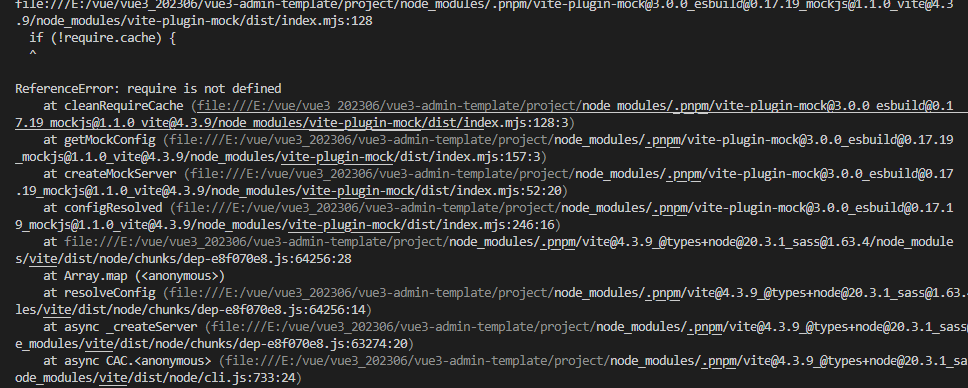 file:///E:/vue/vue3_202306/vue3-admin-template/project/node_modules/.pnpm/vite-plugin-mock@3.0.0_esbuild@0.17.19_mockjs@1.1.0_vite@4.3
.9/node_modules/vite-plugin-mock/dist/index.mjs:128
  if (!require.cache) {
  ^
ReferenceError: require is not defined
    at cleanRequireCache (file:///E:/vue/vue3_202306/vue3-admin-template/project/node_modules/.pnpm/vite-plugin-mock@3.0.0_esbuild@0.1
7.19_mockjs@1.1.0_vite@4.3.9/node_modules/vite-plugin-mock/dist/index.mjs:128:3)
    at getMockConfig (file:///E:/vue/vue3_202306/vue3-admin-template/project/node_modules/.pnpm/vite-plugin-mock@3.0.0_esbuild@0.17.19
_mockjs@1.1.0_vite@4.3.9/node_modules/vite-plugin-mock/dist/index.mjs:157:3)
    at createMockServer (file:///E:/vue/vue3_202306/vue3-admin-template/project/node_modules/.pnpm/vite-plugin-mock@3.0.0_esbuild@0.17
.19_mockjs@1.1.0_vite@4.3.9/node_modules/vite-plugin-mock/dist/index.mjs:52:20)
    at configResolved (file:///E:/vue/vue3_202306/vue3-admin-template/project/node_modules/.pnpm/vite-plugin-mock@3.0.0_esbuild@0.17.1
9_mockjs@1.1.0_vite@4.3.9/node_modules/vite-plugin-mock/dist/index.mjs:246:16)
    at file:///E:/vue/vue3_202306/vue3-admin-template/project/node_modules/.pnpm/vite@4.3.9_@types+node@20.3.1_sass@1.63.4/node_module
s/vite/dist/node/chunks/dep-e8f070e8.js:64256:28
    at Array.map (<anonymous>)
    at resolveConfig (file:///E:/vue/vue3_202306/vue3-admin-template/project/node_modules/.pnpm/vite@4.3.9_@types+node@20.3.1_sass@1.63.4
les/vite/dist/node/chunks/dep-e8f070e8.js:64256:14)
    at async _createServer (file:///E:/vue/vue3_202306/vue3-admin-template/project/node_modules/.pnpm/vite@4.3.9_@types+node@20.3.1_sass
e_modules/vite/dist/node/chunks/dep-e8f070e8.js:63274:20)
    at async CAC.<anonymous> (file:///E:/vue/vue3_202306/vue3-admin-template/project/node_modules/.pnpm/vite@4.3.9_@types+node@20.3.1_sa
ode_modules/vite/dist/node/cli.js:733:24)